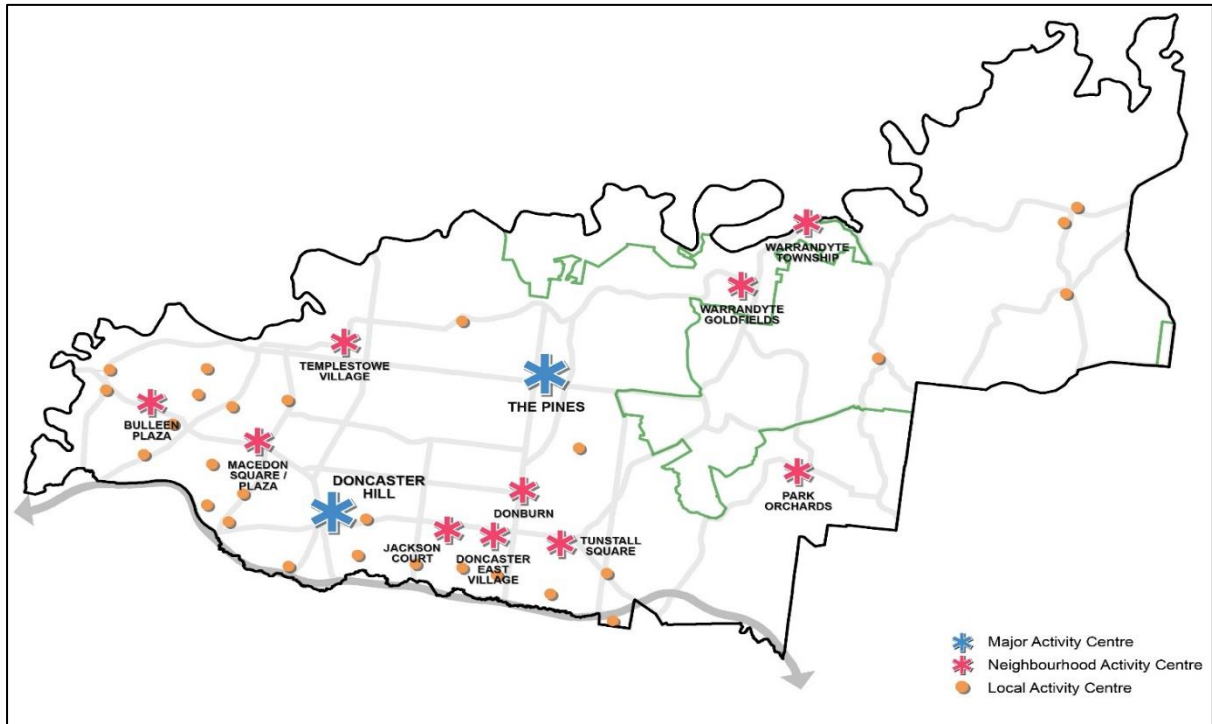 WARRANDYTE
TOWNSHIP
WARRANDYTE
GOLDFIELDS
TEMPLESTOWE
VILLAGE
THE PINES
BULLEEN
PLAZA
MACEDON
SQUARE /
PLAZA
DONCASTER
HILL
PARK
ORCHARDS
DONBURN
JACKSON
COURT
DONCASTER
EAST
VILLAGE
TUNSTALL
SQUARE
Major Activity Centre
Neighbourhood Activity Centre
Local Activity Centre